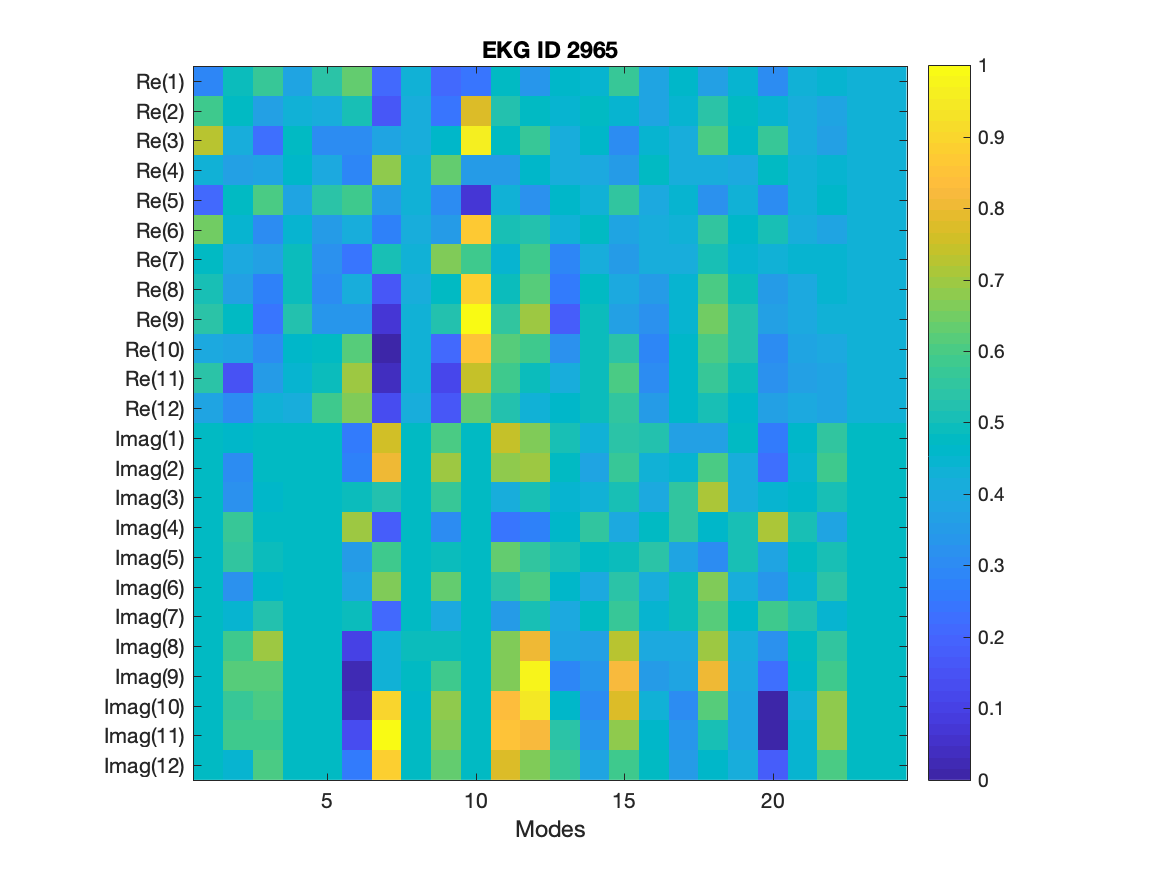 EKG ID 2965
Re(1)
Re(2)
Re(3)
Re(4)
Re(5)
Re(6)
Re(7)
Re(8)
Re(9)
Re(10)
Re(11)
Re(12)
Imag(1)
Imag(2)
Imag(3)
Imag(4)
Imag(5)
Imag(6)
Imag(7)
Imag(8)
Imag(9)
Imag(10)
Imag(11)
Imag(12)
5 10 15 20
Modes
1
0.9
0.8
0.7
0.6
0.5
0.4
0.3
0.2
0.1
0